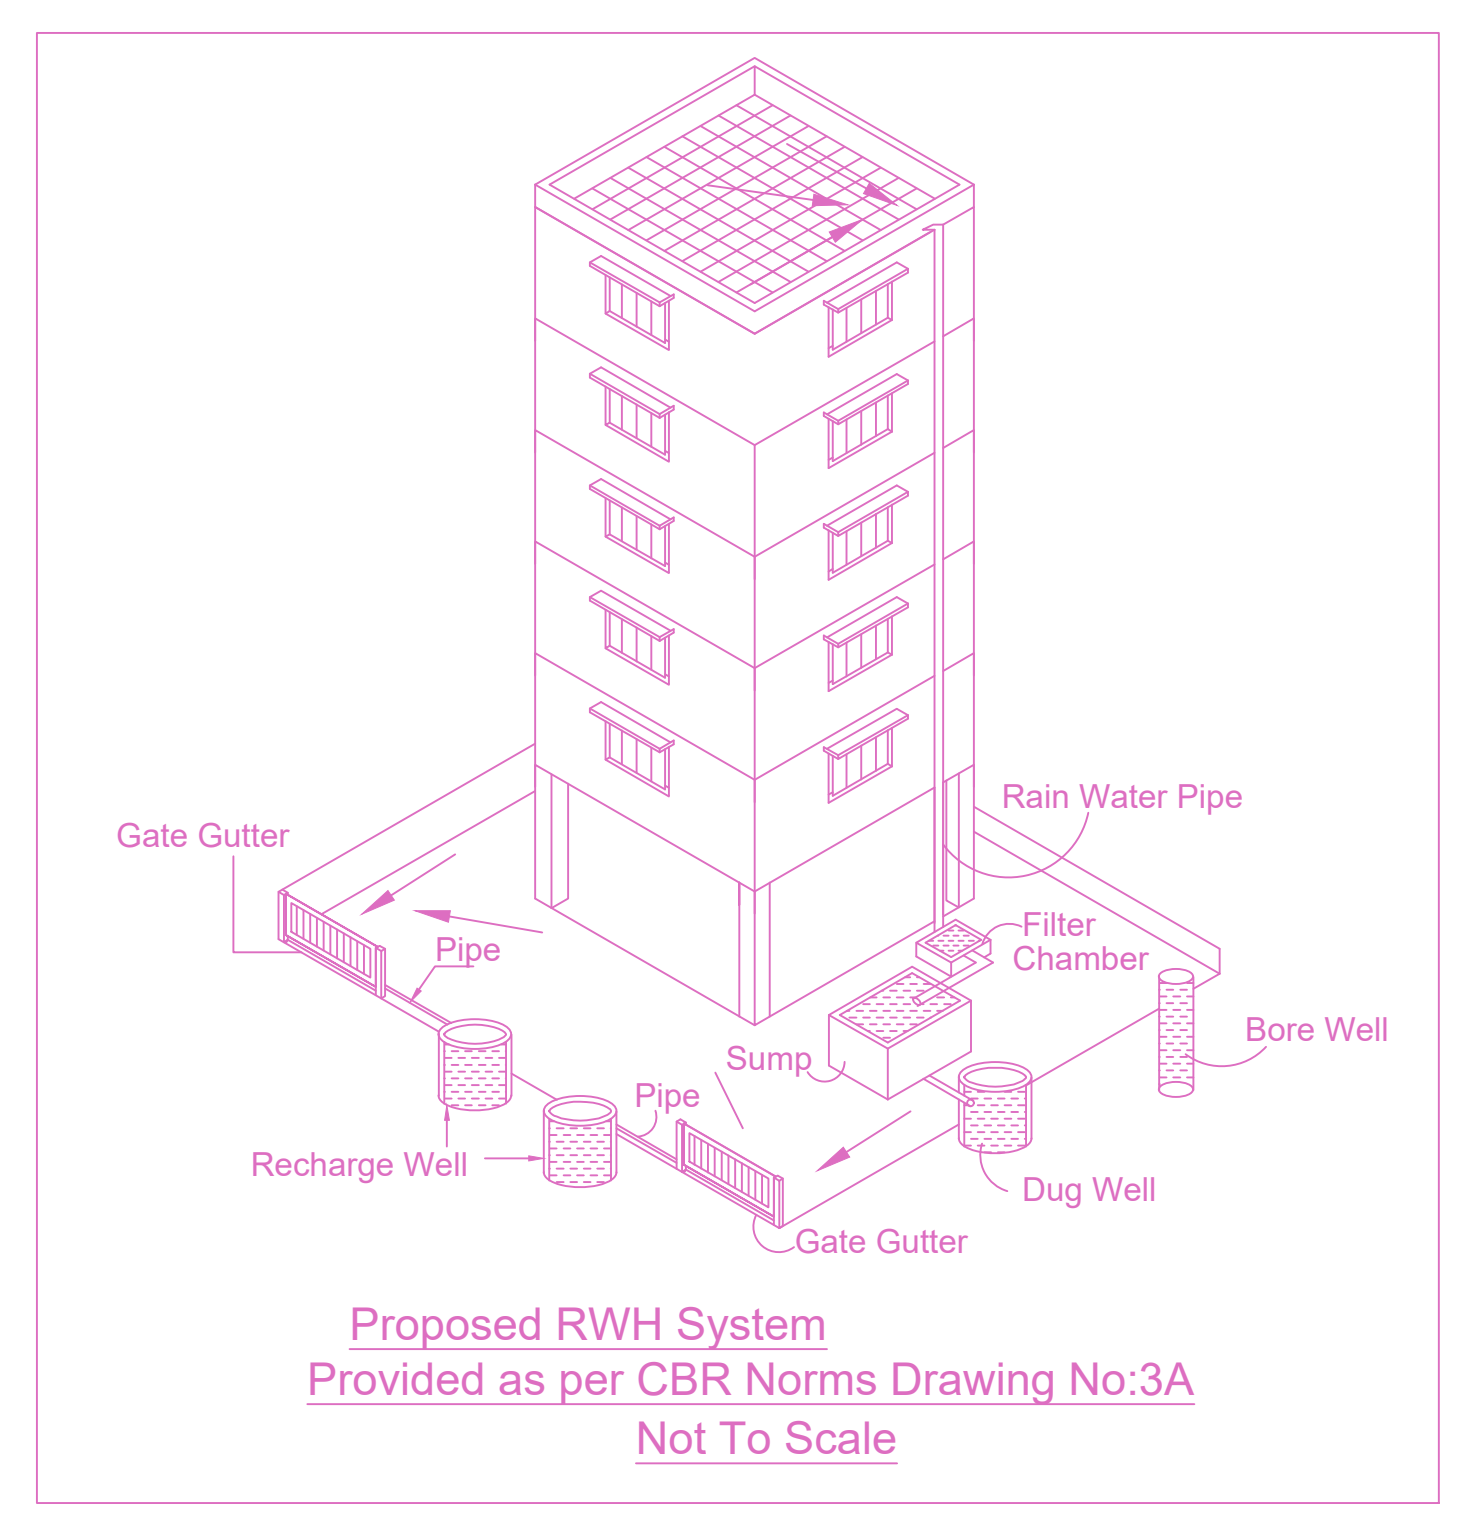 Rain Water Pipe
Gate Gutter
Filter
Chamber
Pipe
Bore Well
Sump
Pipe
Recharge Well
Dug Well
Gate Gutter
Proposed RWH System
Provided as per CBR Norms Drawing No:3A
Not To Scale